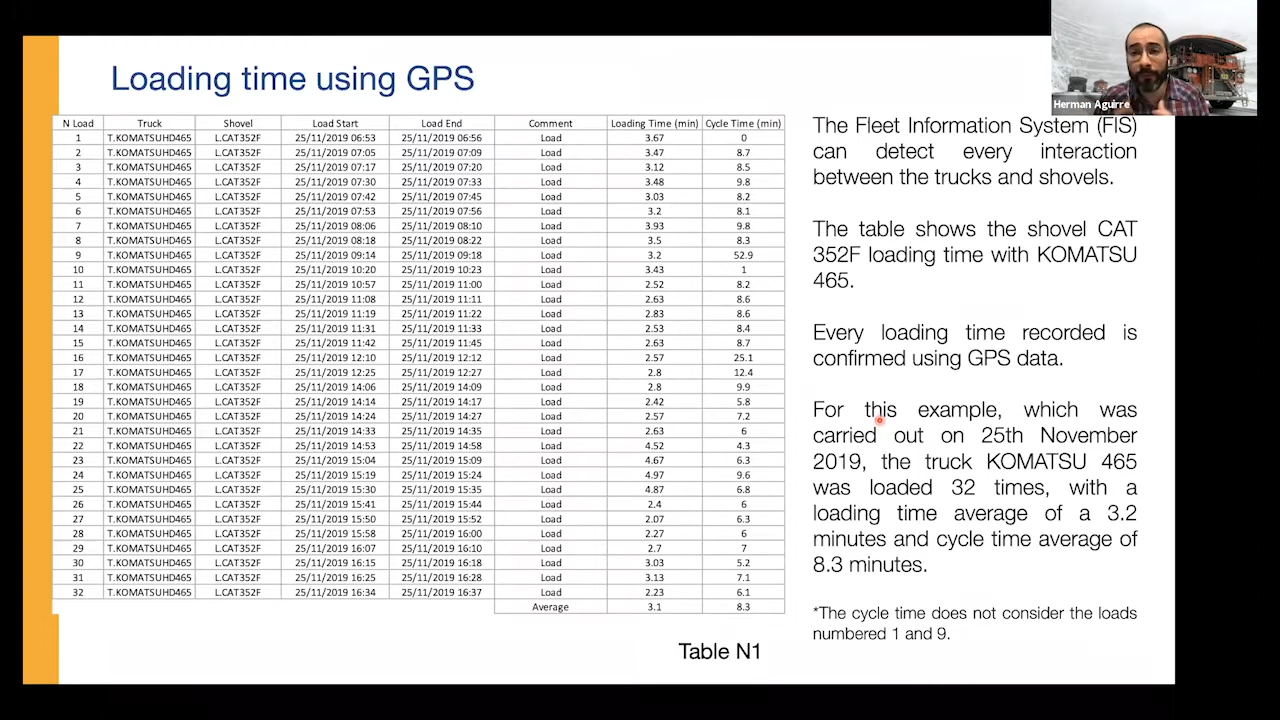 Loading time using GPS
Herman Aguirre
N Load Truck Shovel Load Start Load End Comment Loading Time (min) Cycle Time (min)
1 T.KOMATSUHD465 L.CAT352F 25/11/2019 06:53 25/11/2019 06:56 Load 3.67 0
2 T.KOMATSUHD465 L.CAT352F 25/11/2019 07:05 25/11/2019 07:09 Load 3.47 8.7
3 T.KOMATSUHD465 L.CAT352F 25/11/2019 07:17 25/11/2019 07:20 Load 3.12 8.5
4 T.KOMATSUHD465 L.CAT352F 25/11/2019 07:30 25/11/2019 07:33 Load 3.48 9.8
5 T.KOMATSUHD465 L.CAT352F 25/11/2019 07:42 25/11/2019 07:45 Load 3.03 8.2
6 T.KOMATSUHD465 L.CAT352F 25/11/2019 07:53 25/11/2019 07:56 Load 3.2 8.1
7 T.KOMATSUHD465 L.CAT352F 25/11/2019 08:06 25/11/2019 08:10 Load 3.93 9.8
8 T.KOMATSUHD465 L.CAT352F 25/11/2019 08:18 25/11/2019 08:22 Load 3.5 8.3
9 T.KOMATSUHD465 L.CAT352F 25/11/2019 09:14 25/11/2019 09:18 Load 3.2 52.9
10 T.KOMATSUHD465 L.CAT352F 25/11/2019 10:20 25/11/2019 10:23 Load 3.43 1
11 T.KOMATSUHD465 L.CAT352F 25/11/2019 10:57 25/11/2019 11:00 Load 2.52 8.2
12 T.KOMATSUHD465 L.CAT352F 25/11/2019 11:08 25/11/2019 11:11 Load 2.63 8.6
13 T.KOMATSUHD465 L.CAT352F 25/11/2019 11:19 25/11/2019 11:22 Load 2.83 8.6
14 T.KOMATSUHD465 L.CAT352F 25/11/2019 11:31 25/11/2019 11:33 Load 2.53 8.4
15 T.KOMATSUHD465 L.CAT352F 25/11/2019 11:42 25/11/2019 11:45 Load 2.63 8.7
16 T.KOMATSUHD465 L.CAT352F 25/11/2019 12:10 25/11/2019 12:12 Load 2.57 25.1
17 T.KOMATSUHD465 L.CAT352F 25/11/2019 12:25 25/11/2019 12:27 Load 2.8 12.4
18 T.KOMATSUHD465 L.CAT352F 25/11/2019 14:06 25/11/2019 14:09 Load 2.8 9.9
19 T.KOMATSUHD465 L.CAT352F 25/11/2019 14:14 25/11/2019 14:17 Load 2.42 5.8
20 T.KOMATSUHD465 L.CAT352F 25/11/2019 14:24 25/11/2019 14:27 Load 2.57 7.2
21 T.KOMATSUHD465 L.CAT352F 25/11/2019 14:33 25/11/2019 14:35 Load 2.63 6
22 T.KOMATSUHD465 L.CAT352F 25/11/2019 14:53 25/11/2019 14:58 Load 4.52 4.3
23 T.KOMATSUHD465 L.CAT352F 25/11/2019 15:04 25/11/2019 15:09 Load 4.67 6.3
24 T.KOMATSUHD465 L.CAT352F 25/11/2019 15:19 25/11/2019 15:24 Load 4.97 9.6
25 T.KOMATSUHD465 L.CAT352F 25/11/2019 15:30 25/11/2019 15:35 Load 4.87 6.8
26 T.KOMATSUHD465 L.CAT352F 25/11/2019 15:41 25/11/2019 15:44 Load 2.4 6
27 T.KOMATSUHD465 L.CAT352F 25/11/2019 15:50 25/11/2019 15:52 Load 2.07 6.3
28 T.KOMATSUHD465 L.CAT352F 25/11/2019 15:58 25/11/2019 16:00 Load 2.27 6
29 T.KOMATSUHD465 L.CAT352F 25/11/2019 16:07 25/11/2019 16:10 Load 2.7 7
30 T.KOMATSUHD465 L.CAT352F 25/11/2019 16:15 25/11/2019 16:18 Load 3.03 5.2
31 T.KOMATSUHD465 L.CAT352F 25/11/2019 16:25 25/11/2019 16:28 Load 3.13 7.1
32 T.KOMATSUHD465 L.CAT352F 25/11/2019 16:34 25/11/2019 16:37 Load 2.23 6.1
Average 3.1 8.3
Table N1
The Fleet Information System (FIS)
can detect every interaction
between the trucks and shovels.
The table shows the shovel CAT
352F loading time with KOMATSU
465.
Every loading time recorded is
confirmed using GPS data.
For this example, which was
carried out on 25th November
2019, the truck KOMATSU 465
was loaded 32 times, with a
loading time average of a 3.2
minutes and cycle time average of
8.3 minutes.
*The cycle time does not consider the loads
numbered 1 and 9.